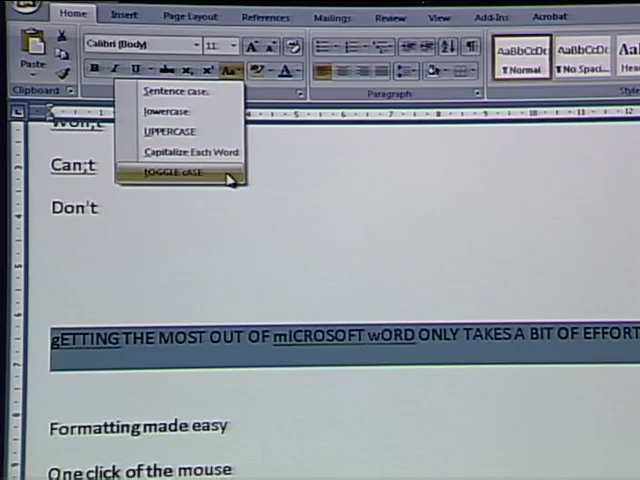 Home Insert Page Layout References Mailings Review View Add-Ins Acrobat
Calibri (Body) 11
Paste
Clipboard
Paragraph
AaBbCcDc AaBbCcDc
¶ Normal ¶ No Spaci...
Sentence case.
lowercase
UPPERCASE
Capitalize Each Word
tOGGLE cASE
Won;t
Can;t
Don't
gETTING THE MOST OUT OF mICROSOFT wORD ONLY TAKES A BIT OF EFFORT
Formatting made easy
One click of the mouse